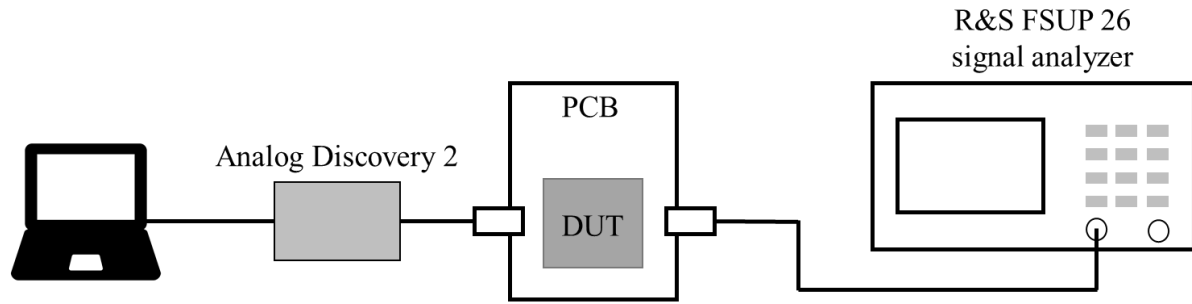 R&S FSUP 26
signal analyzer
PCB
Analog Discovery 2
DUT